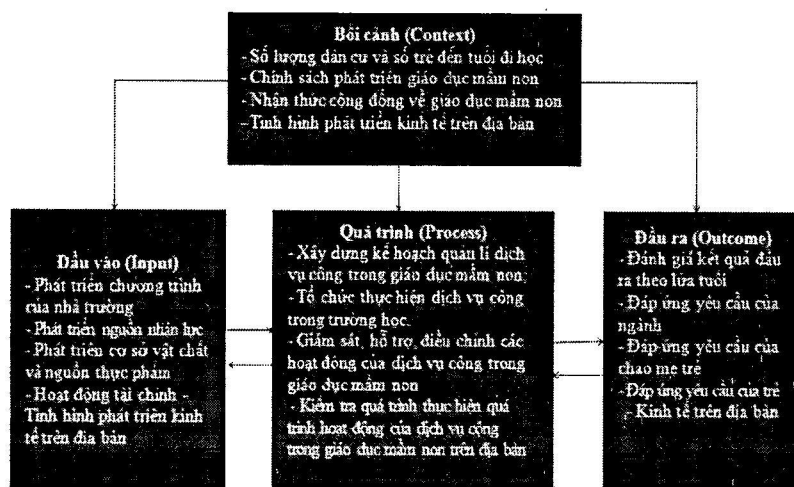 Bối cảnh (Context)
- Số lượng dân cư và số trẻ đến tuổi đi học
- Chính sách phát triển giáo dục mầm non
- Nhận thức cộng đồng về giáo dục mầm non
- Tình hình phát triển kinh tế trên địa bàn
Đầu vào (Input)
- Phát triển chương trình
của nhà trường
- Phát triển nguồn nhân lực
- Phát triển cơ sở vật chất
và nguồn thực phẩm
- Hoạt động tài chính -
Tình hình phát triển kinh
tế trên địa bàn
Quá trình (Process)
- Xây dựng kế hoạch quản lí dịch
vụ công trong giáo dục mầm non
- Tổ chức thực hiện dịch vụ công
trong trường học.
- Giám sát, hỗ trợ, điều chỉnh các
hoạt động của dịch vụ công trong
giáo dục mầm non
- Kiểm tra quá trình thực hiện quá
trình hoạt động của dịch vụ công
trong giáo dục mầm non trên địa bàn
Đầu ra (Outcome)
- Đánh giá kết quả đầu
ra theo lứa tuổi
- Đáp ứng yêu cầu của
ngành
- Đáp ứng yêu cầu của
chao mẹ trẻ
- Đáp ứng yêu cầu của trẻ
- Kinh tế trên địa bàn